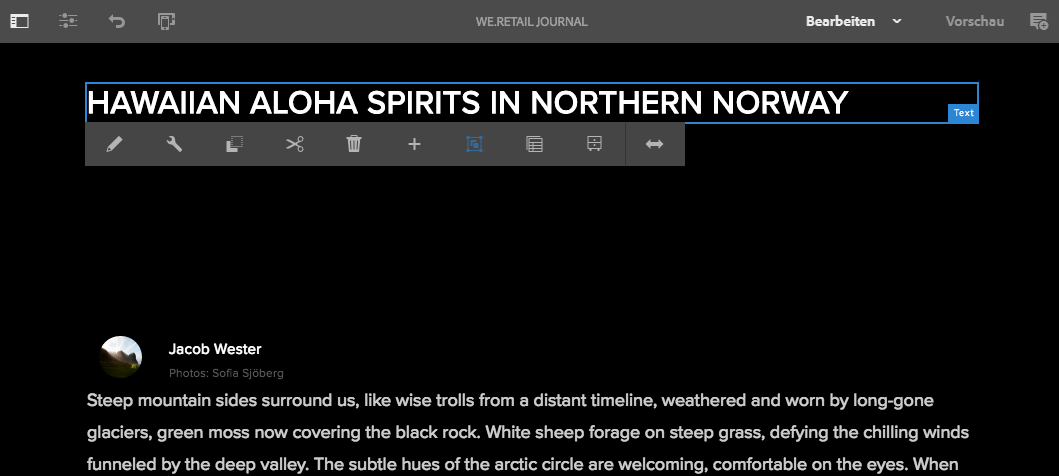 WE.RETAIL JOURNAL
Bearbeiten
Vorschau
HAWAIIAN ALOHA SPIRITS IN NORTHERN NORWAY
Text
Jacob Wester
Photos: Sofia Sjöberg
Steep mountain sides surround us, like wise trolls from a distant timeline, weathered and worn by long-gone
glaciers, green moss now covering the black rock. White sheep forage on steep grass, defying the chilling winds
funneled by the deep valley. The subtle hues of the arctic circle are welcoming, comfortable on the eyes. When